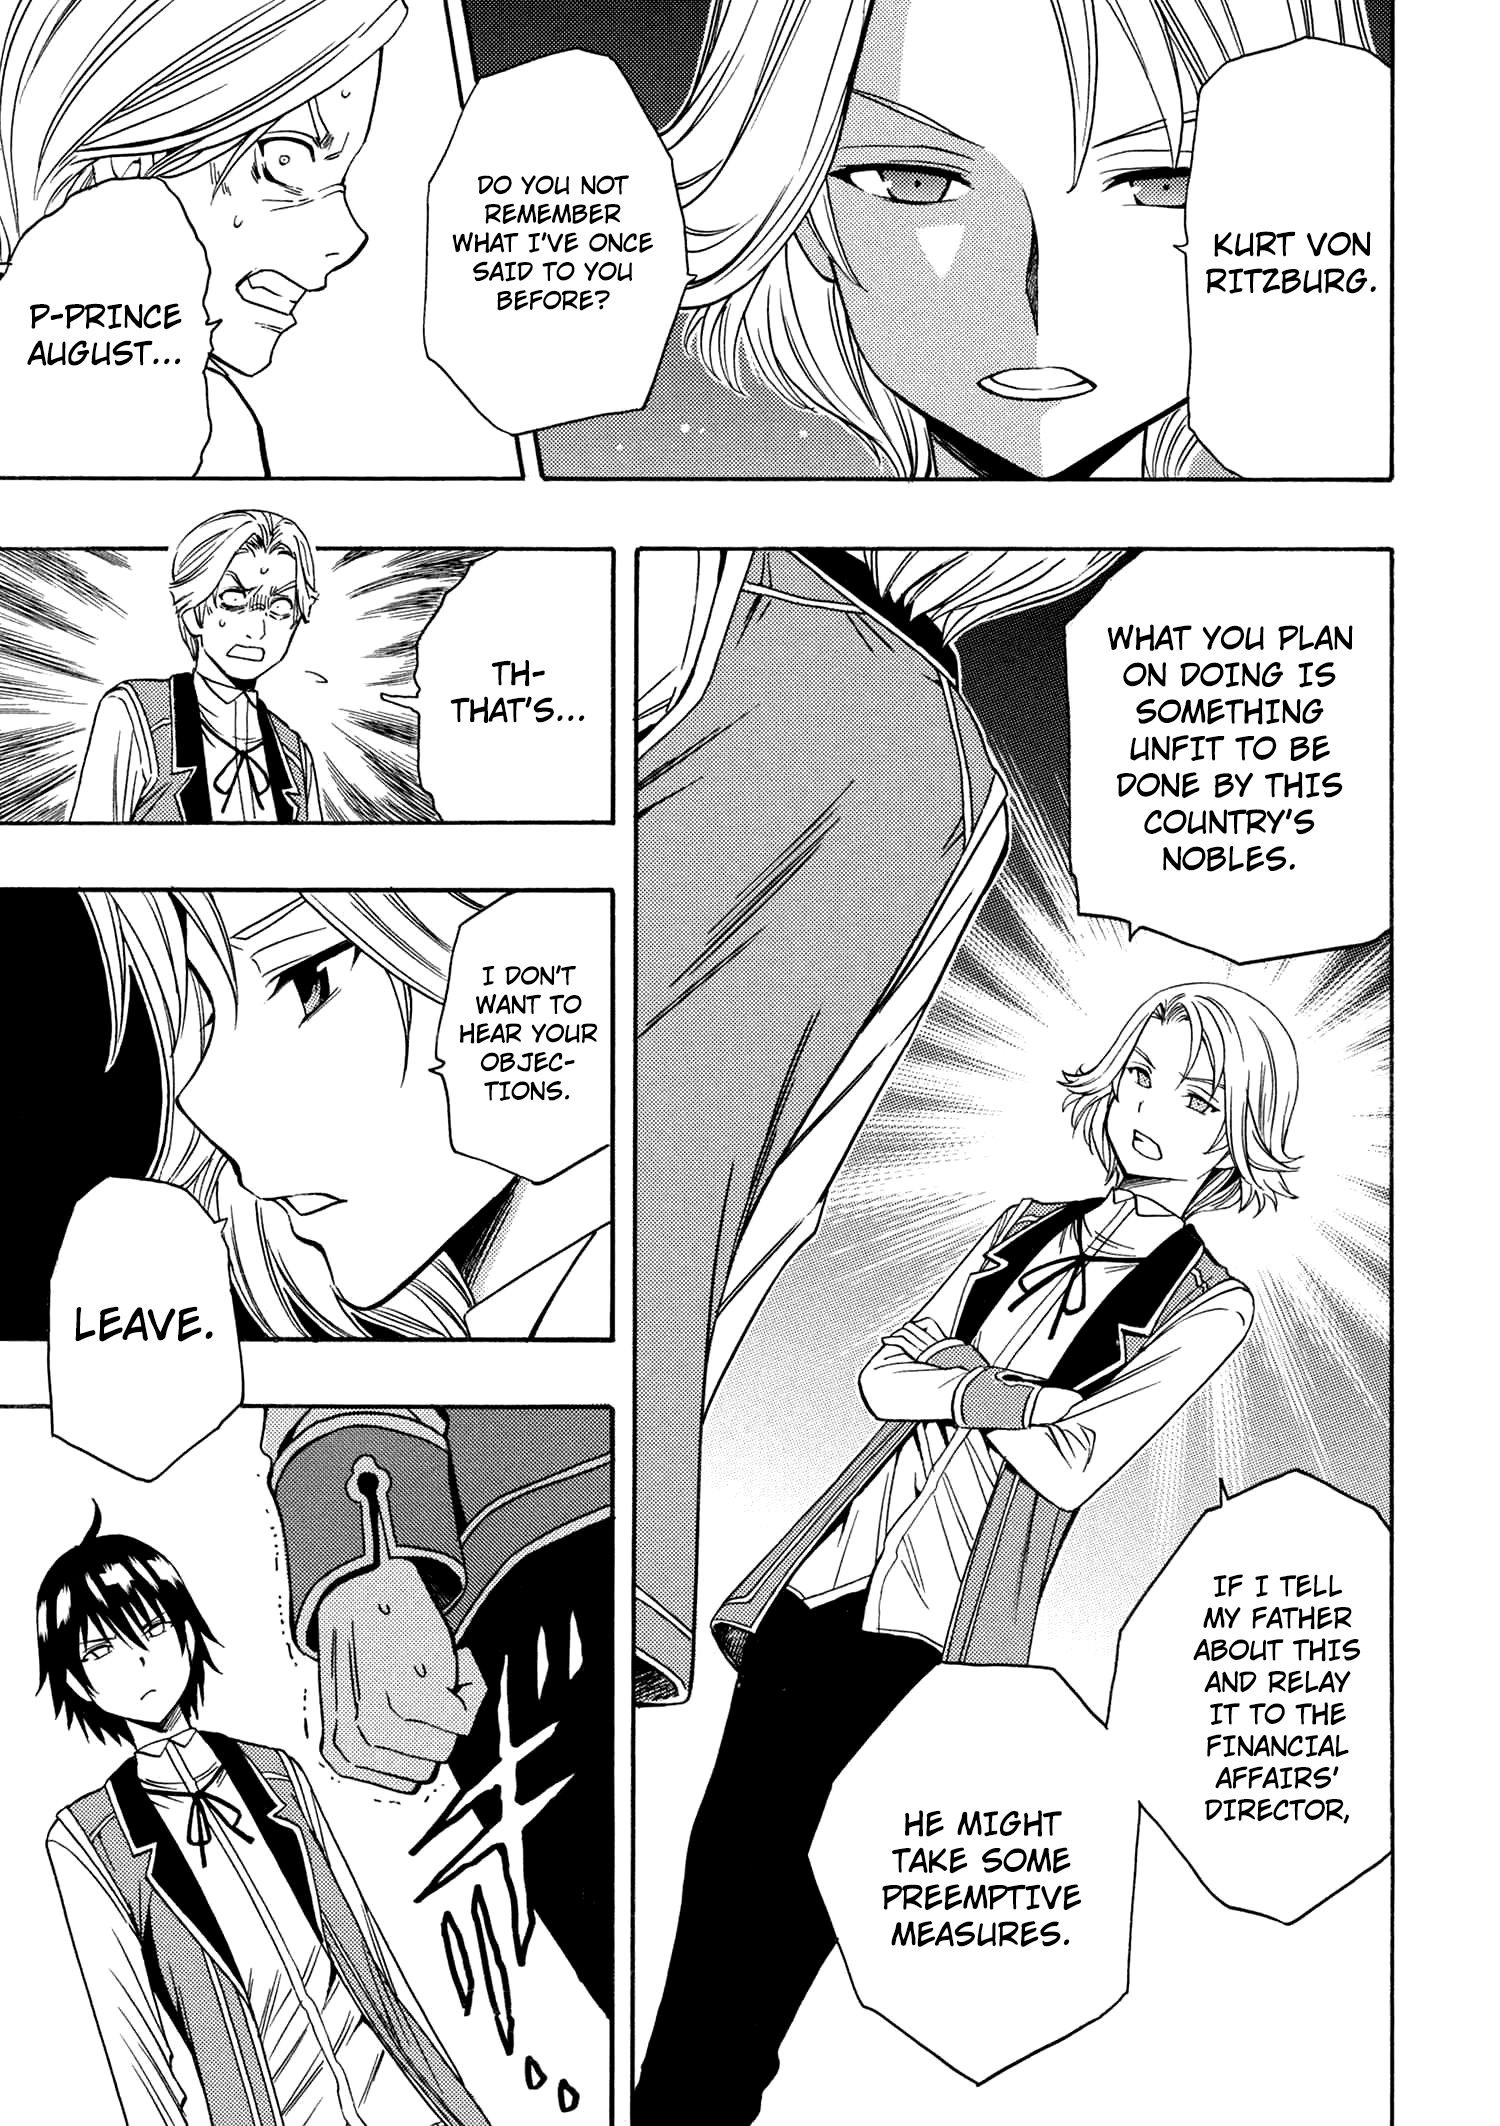 KURT VON
RITZBURG.
DO YOU NOT
REMEMBER
WHAT I'VE ONCE
SAID TO YOU
BEFORE?
P-PRINCE
AUGUST...
WHAT YOU PLAN
ON DOING IS
SOMETHING
UNFIT TO BE
DONE BY THIS
COUNTRY'S
NOBLES.
IF I TELL
MY FATHER
ABOUT THIS
AND RELAY
IT TO THE
FINANCIAL
AFFAIRS'
DIRECTOR,
HE MIGHT
TAKE SOME
PREEMPTIVE
MEASURES.
TH-
THAT'S...
I DON'T
WANT TO
HEAR YOUR
OBJEC-
TIONS.
LEAVE.